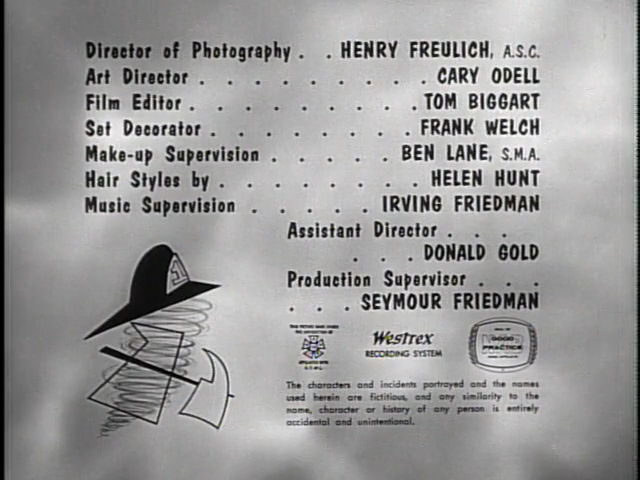 Director of Photography . . HENRY FREULICH, A.S.C.
Art Director . . . . . . . . . CARY ODELL
Film Editor . . . . . . . . . TOM BIGGART
Set Decorator . . . . . . . . FRANK WELCH
Make-up Supervision . . . . . BEN LANE, S.M.A.
Hair Styles by . . . . . . . . HELEN HUNT
Music Supervision . . . . . IRVING FRIEDMAN
Assistant Director . . .
. . . DONALD GOLD
Production Supervisor . . .
. . . SEYMOUR FRIEDMAN
1
Westrex
RECORDING SYSTEM
GOOD
PRACTICE
The characters and incidents portrayed and the names
used herein are fictitious, and any similarity to the
name, character or history of any person is entirely
accidental and unintentional.